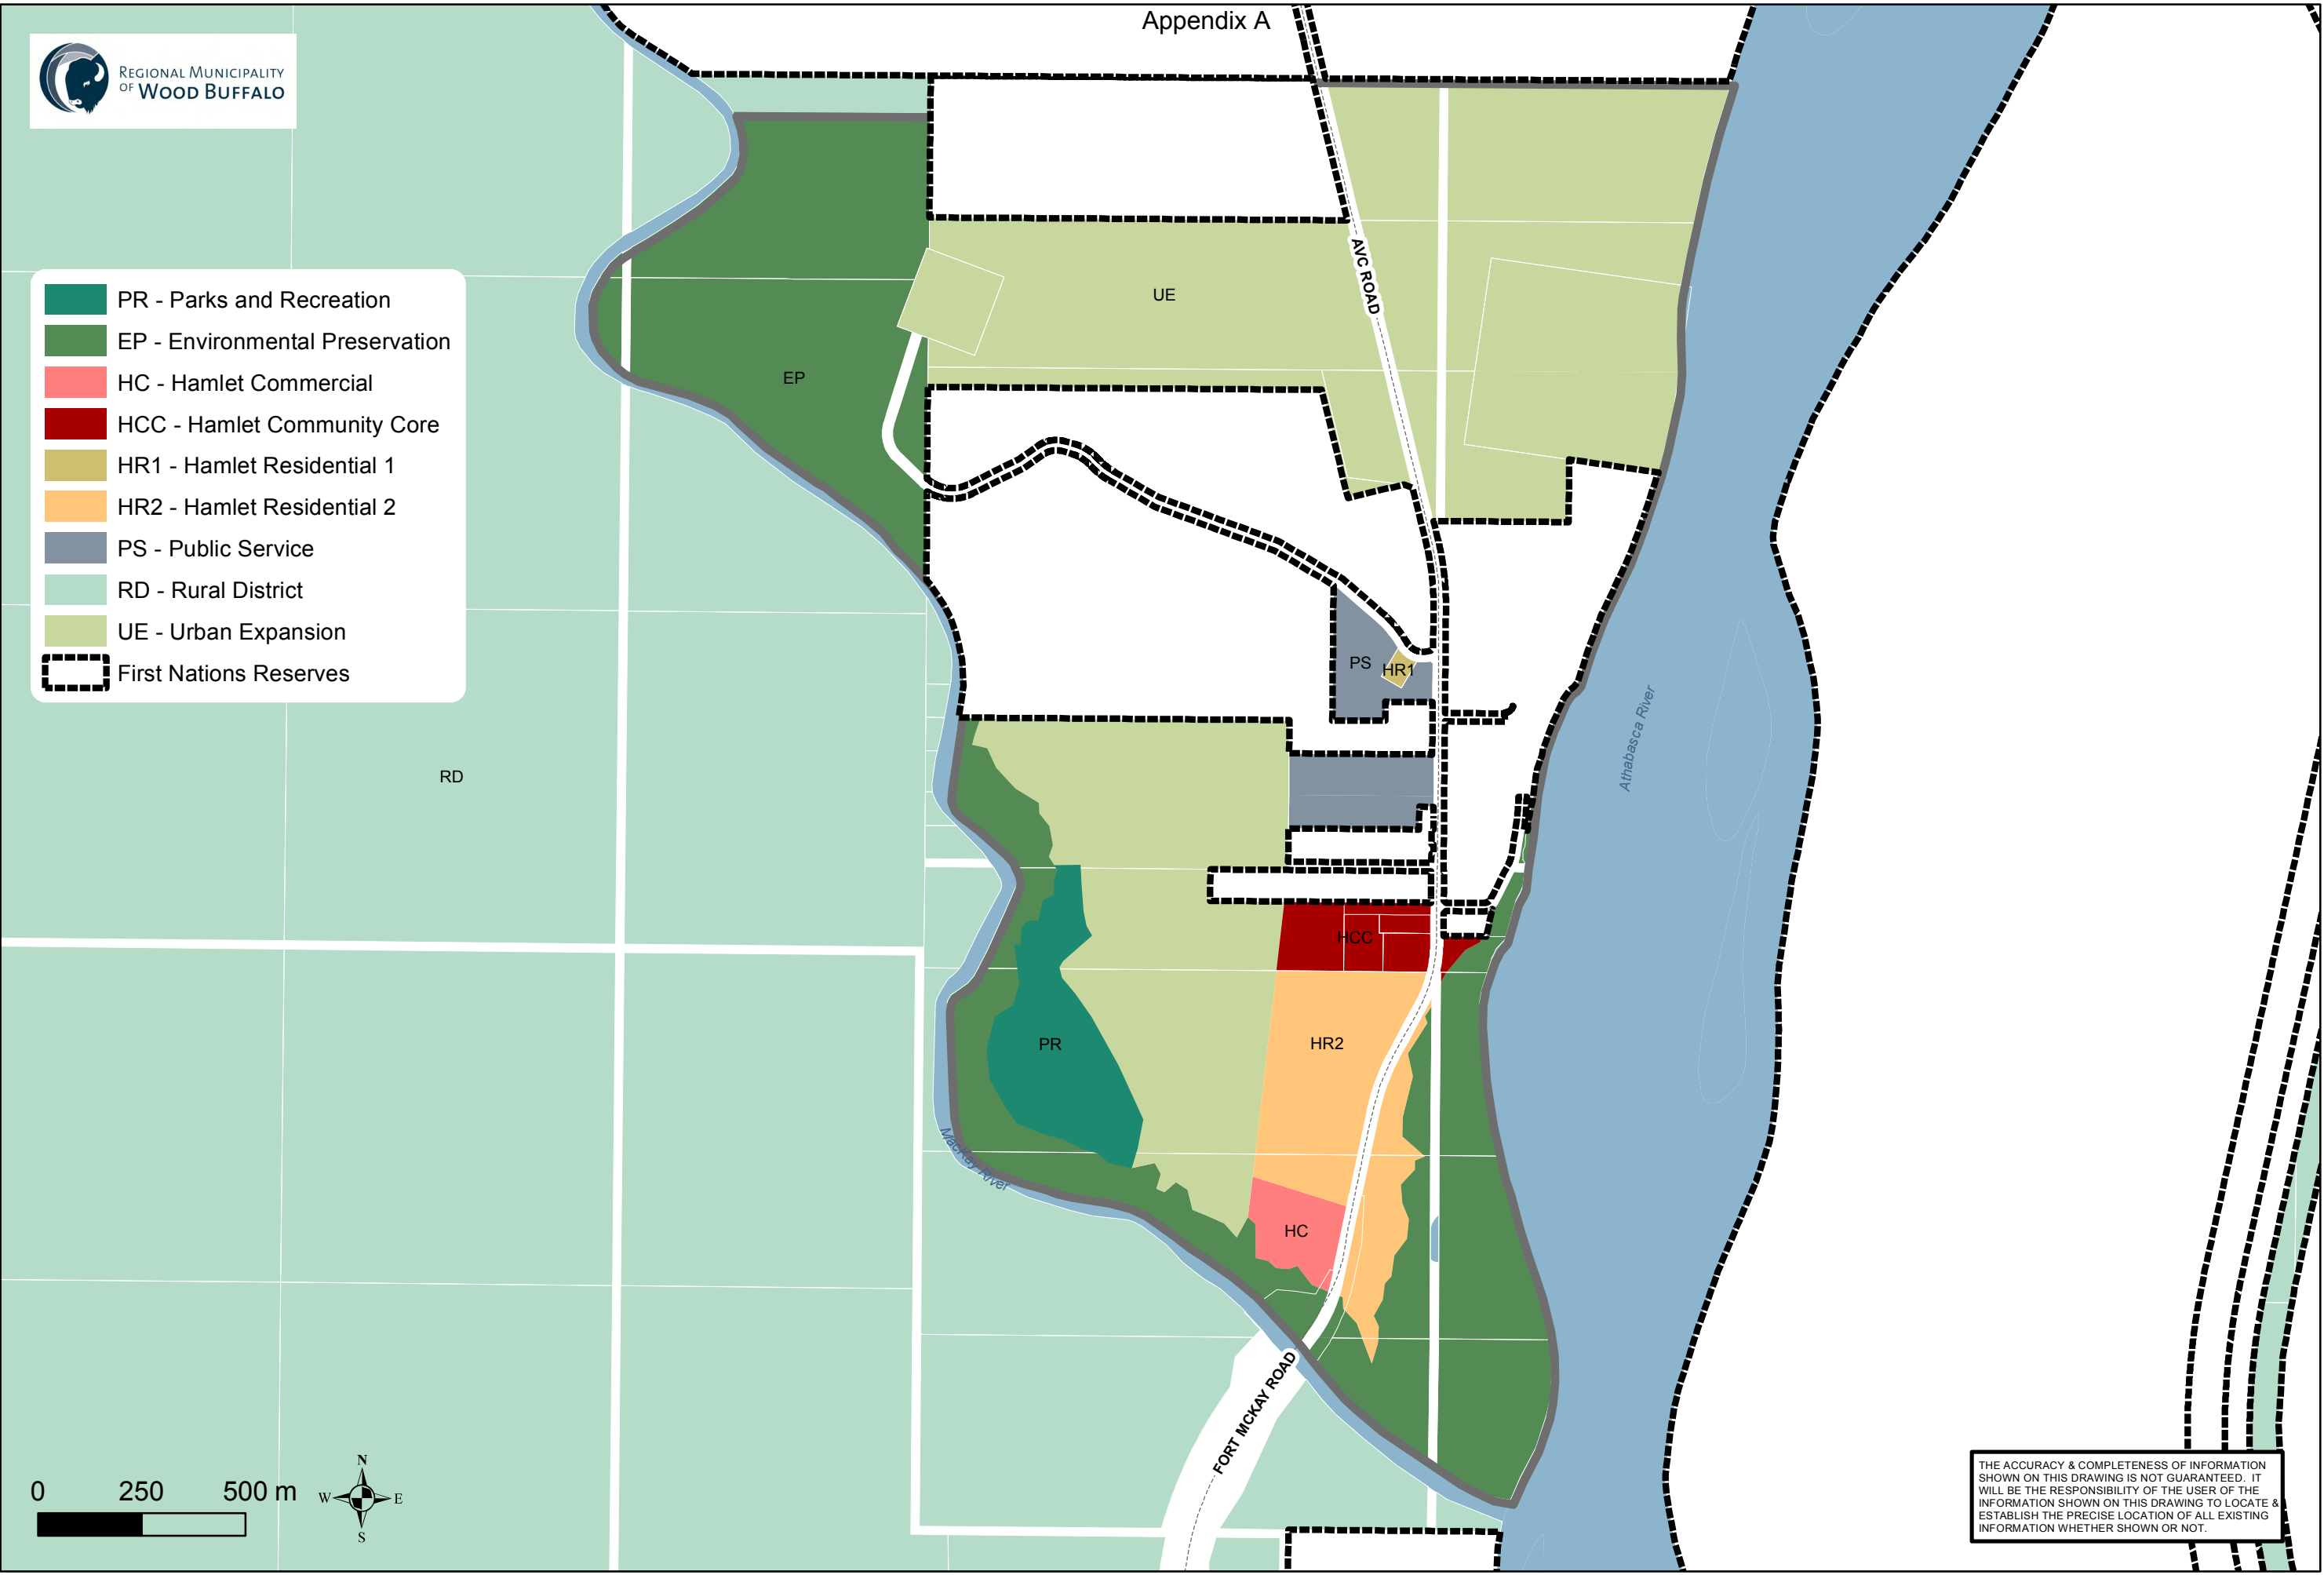 Appendix A
REGIONAL MUNICIPALITY
OF WOOD BUFFALO
PR - Parks and Recreation
EP - Environmental Preservation
HC - Hamlet Commercial
HCC - Hamlet Community Core
HR1 - Hamlet Residential 1
HR2 - Hamlet Residential 2
PS - Public Service
RD - Rural District
UE - Urban Expansion
First Nations Reserves
UE
AVC ROAD
EP
PS
HR1
RD
Athabasca River
HCC
PR
HR2
MacKay River
HC
FORT MCKAY ROAD
0 250 500 m
N
W E
S
THE ACCURACY & COMPLETENESS OF INFORMATION
SHOWN ON THIS DRAWING IS NOT GUARANTEED. IT
WILL BE THE RESPONSIBILITY OF THE USER OF THE
INFORMATION SHOWN ON THIS DRAWING TO LOCATE &
ESTABLISH THE PRECISE LOCATION OF ALL EXISTING
INFORMATION WHETHER SHOWN OR NOT.